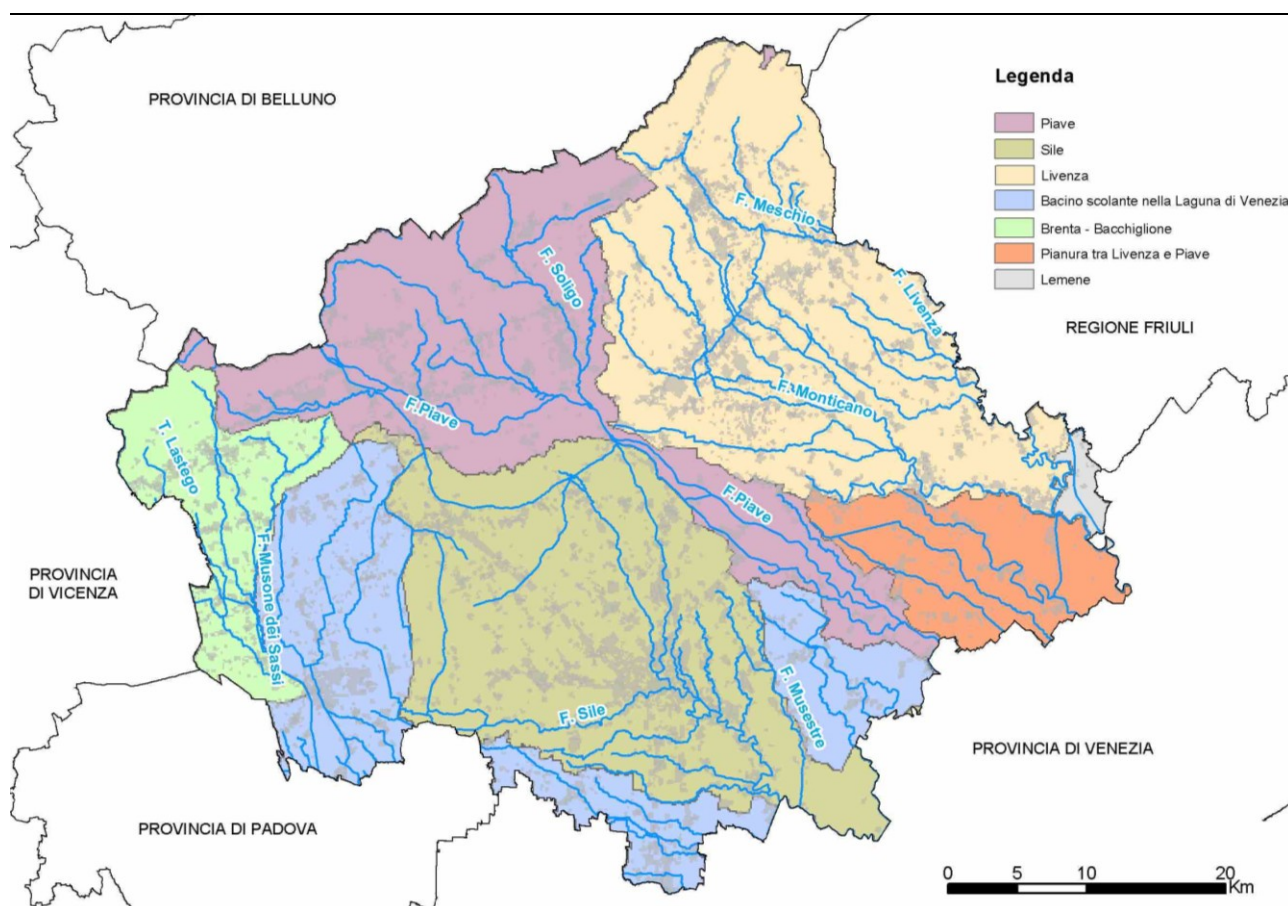 Legenda
Piave
Sile
Livenza
Bacino scolante nella Laguna di Venezia
Brenta - Bacchiglione
Pianura tra Livenza e Piave
Lemene
PROVINCIA DI BELLUNO
REGIONE FRIULI
PROVINCIA
DI VICENZA
PROVINCIA DI PADOVA
PROVINCIA DI VENEZIA
F. Meschio
F. Soligo
F. Livenza
F. Monticano
F.Piave
T. Lastego
F.Piave
F. Musone dei Sassi
F. Sile
F. Musestre
0 5 10 20
Km